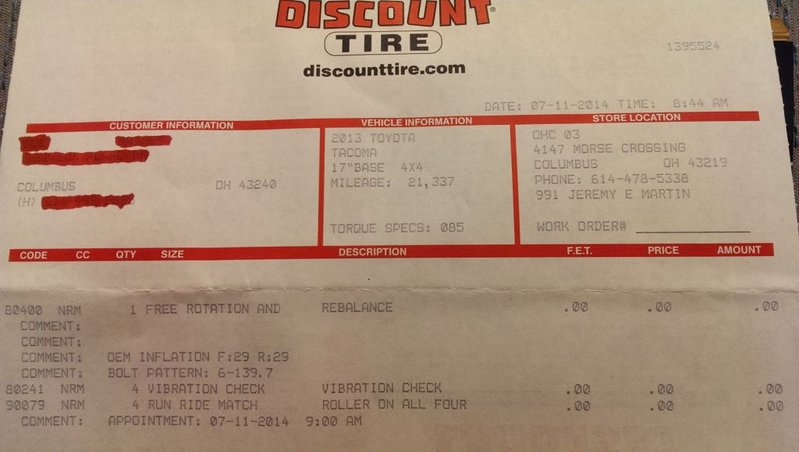 DISCOUNT®
TIRE
discounttire.com
1395524
DATE: 07-11-2014 TIME: 8:44 AM
CUSTOMER INFORMATION
COLUMBUS OH 43240
(H)
VEHICLE INFORMATION
2013 TOYOTA
TACOMA
17"BASE 4X4
MILEAGE: 21,337
TORQUE SPECS: 085
STORE LOCATION
OHC 03
4147 MORSE CROSSING
COLUMBUS OH 43219
PHONE: 614-478-5338
991 JEREMY E MARTIN
WORK ORDER#
CODE CC QTY SIZE DESCRIPTION F.E.T. PRICE AMOUNT
80400 NRM 1 FREE ROTATION AND REBALANCE .00 .00 .00
COMMENT:
COMMENT:
COMMENT: OEM INFLATION F:29 R:29
COMMENT: BOLT PATTERN: 6-139.7
80241 NRM 4 VIBRATION CHECK VIBRATION CHECK .00 .00 .00
90079 NRM 4 RUN RIDE MATCH ROLLER ON ALL FOUR .00 .00 .00
COMMENT: APPOINTMENT: 07-11-2014 9:00 AM